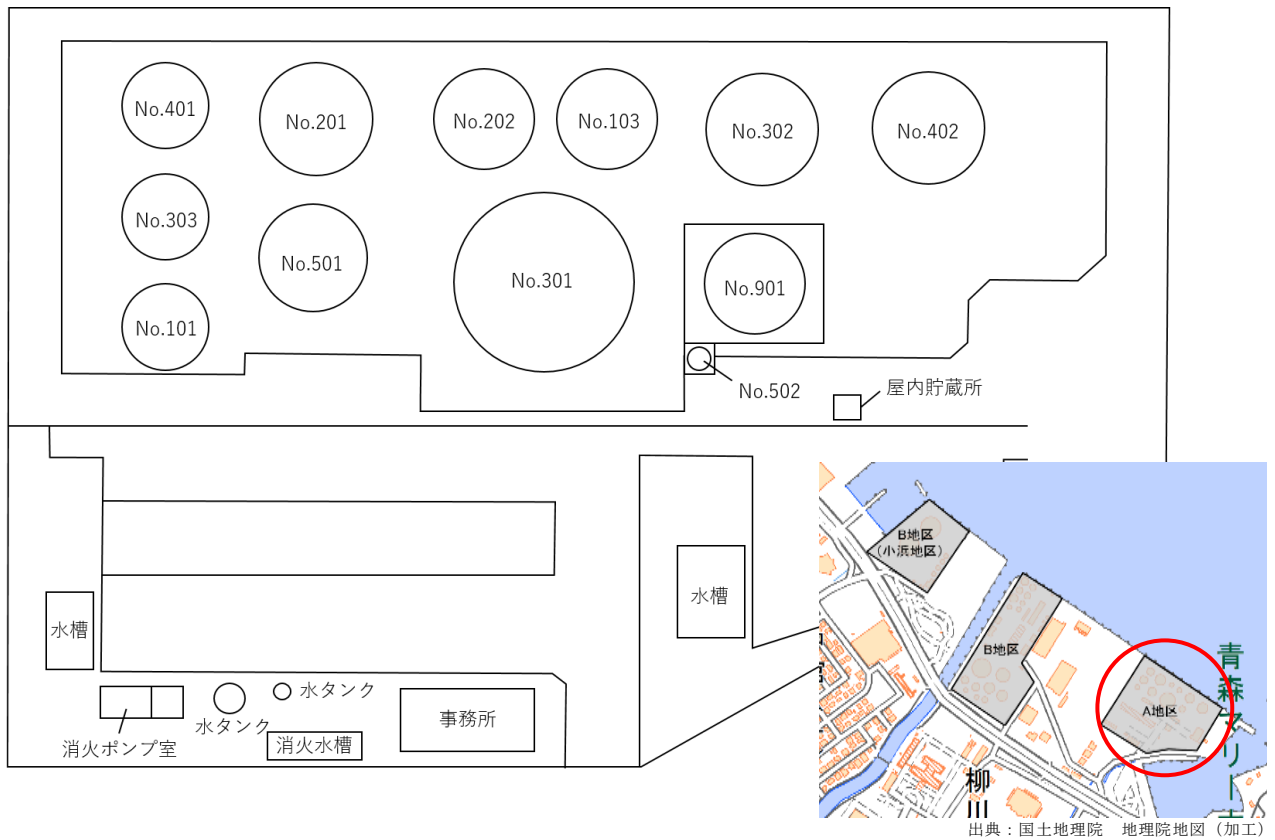 No.401
No.201
No.202
No.103
No.302
No.402
No.303
No.501
No.301
No.901
No.101
No.502
屋内貯蔵所
水槽
水槽
水タンク
水タンク
消火ポンプ室
消火水槽
事務所
B地区
(小浜地区)
B地区
A地区
青森マリー
柳川
出典：国土地理院 地理院地図（加工）